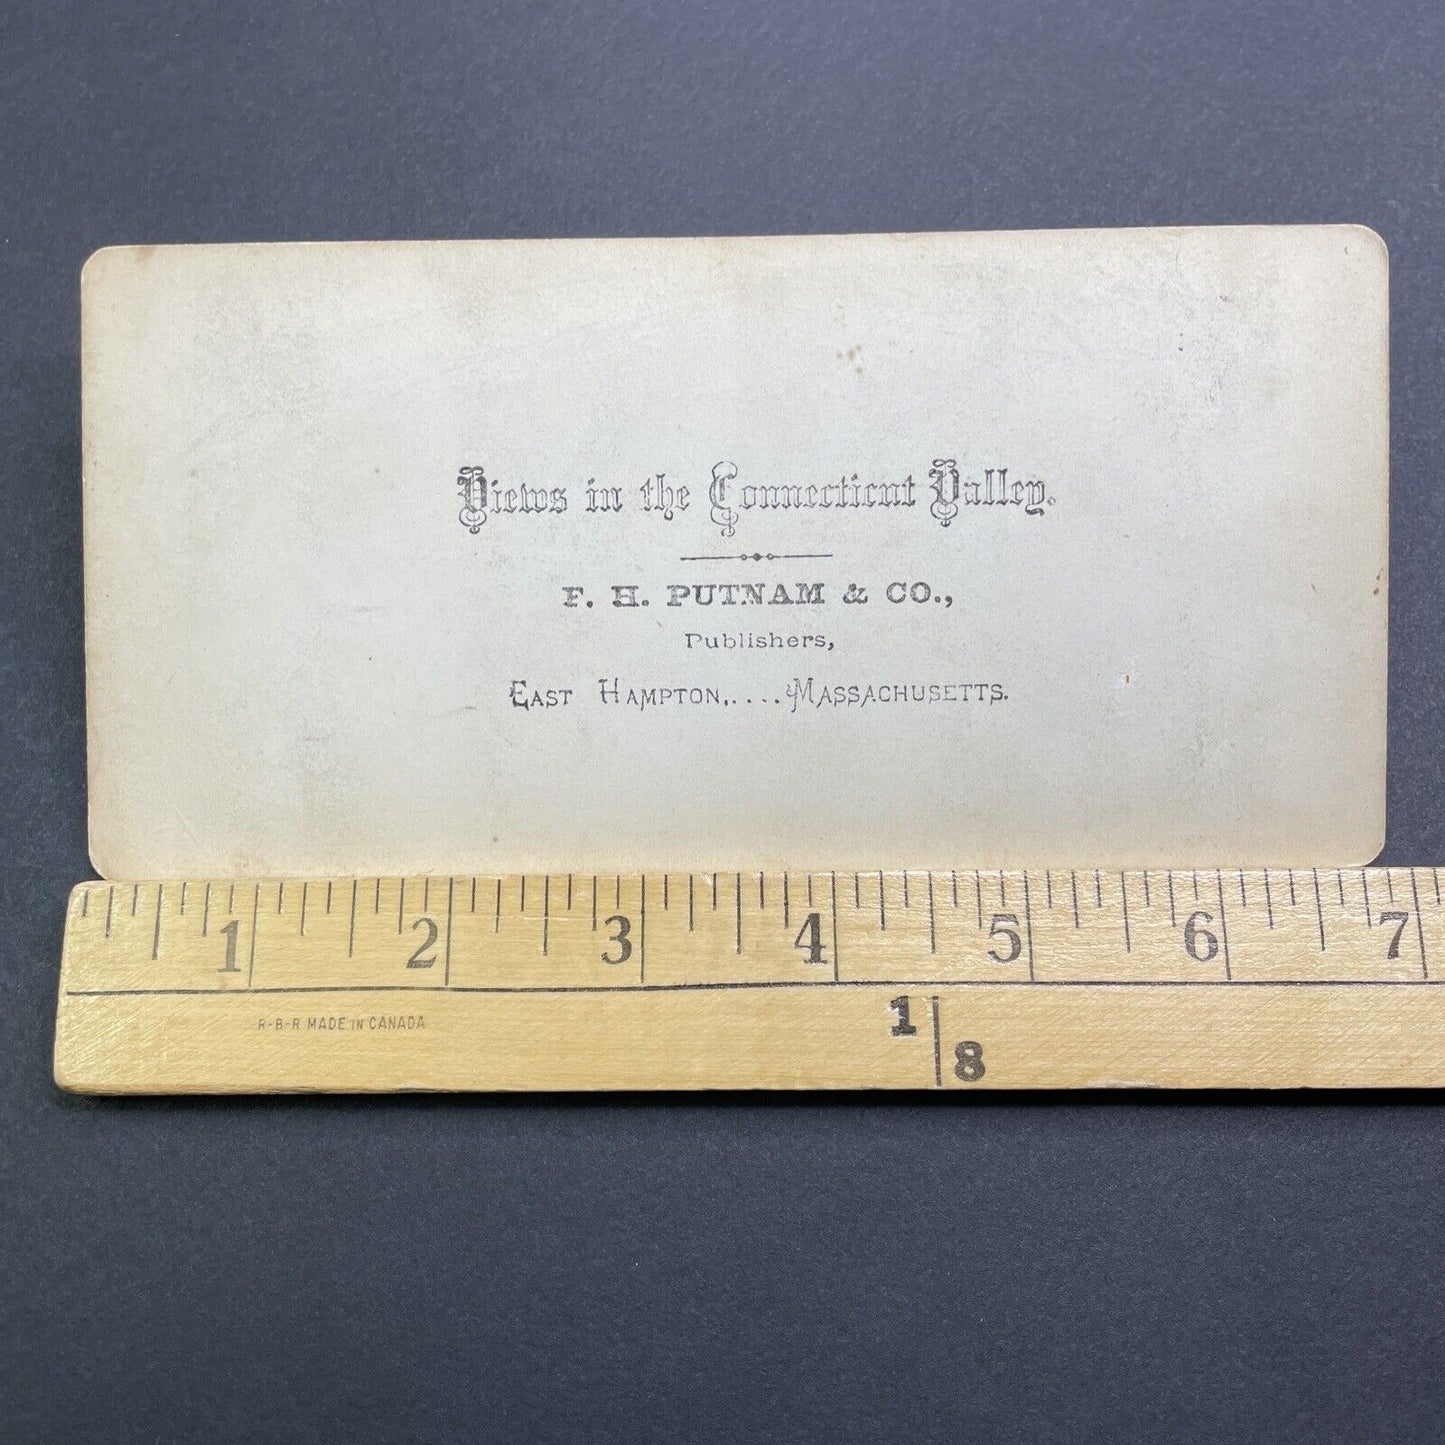 Views in the Connecticut Valley.
F. H. PUTNAM & CO.,
Publishers,
EAST HAMPTON,.... MASSACHUSETTS.
1 2 3 4 5 6 7
R-B-R MADE IN CANADA
1
8